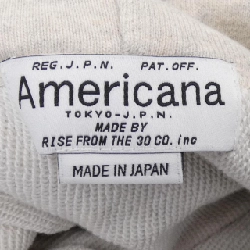 REG.J.P.N. PAT.OFF.
Americana
TOKYO-J.P.N.
MADE BY
RISE FROM THE 30 CO.inc
MADE IN JAPAN